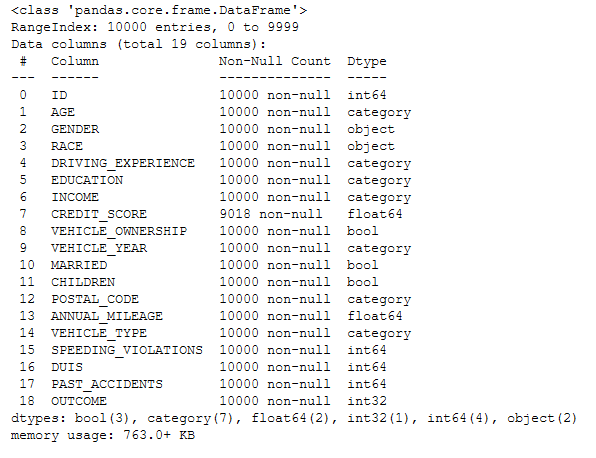 <class 'pandas.core.frame.DataFrame'>
RangeIndex: 10000 entries, 0 to 9999
Data columns (total 19 columns):
 #   Column               Non-Null Count  Dtype
---  ------               --------------  -----
 0   ID                   10000 non-null  int64
 1   AGE                  10000 non-null  category
 2   GENDER               10000 non-null  object
 3   RACE                 10000 non-null  object
 4   DRIVING_EXPERIENCE   10000 non-null  category
 5   EDUCATION            10000 non-null  category
 6   INCOME               10000 non-null  category
 7   CREDIT_SCORE         9018 non-null   float64
 8   VEHICLE_OWNERSHIP    10000 non-null  bool
 9   VEHICLE_YEAR         10000 non-null  category
 10  MARRIED              10000 non-null  bool
 11  CHILDREN             10000 non-null  bool
 12  POSTAL_CODE          10000 non-null  category
 13  ANNUAL_MILEAGE       10000 non-null  float64
 14  VEHICLE_TYPE         10000 non-null  category
 15  SPEEDING_VIOLATIONS  10000 non-null  int64
 16  DUIS                 10000 non-null  int64
 17  PAST_ACCIDENTS       10000 non-null  int64
 18  OUTCOME              10000 non-null  int32
dtypes: bool(3), category(7), float64(2), int32(1), int64(4), object(2)
memory usage: 763.0+ KB